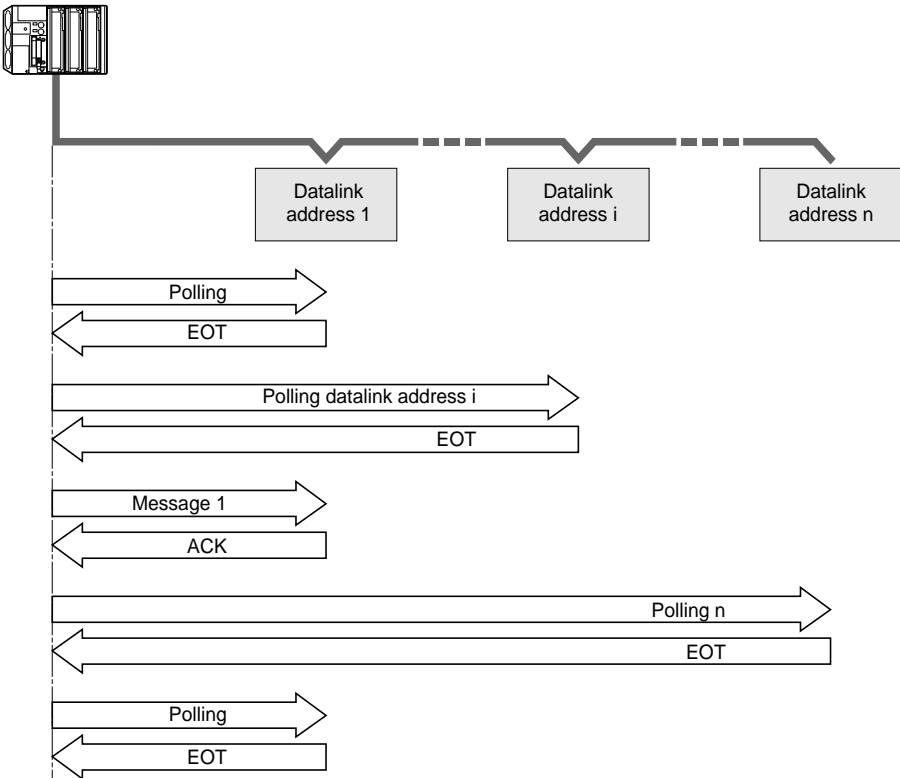 Datalink
address 1
Datalink
address i
Datalink
address n
Polling
EOT
Polling datalink address i
EOT
Message 1
ACK
Polling n
EOT
Polling
EOT